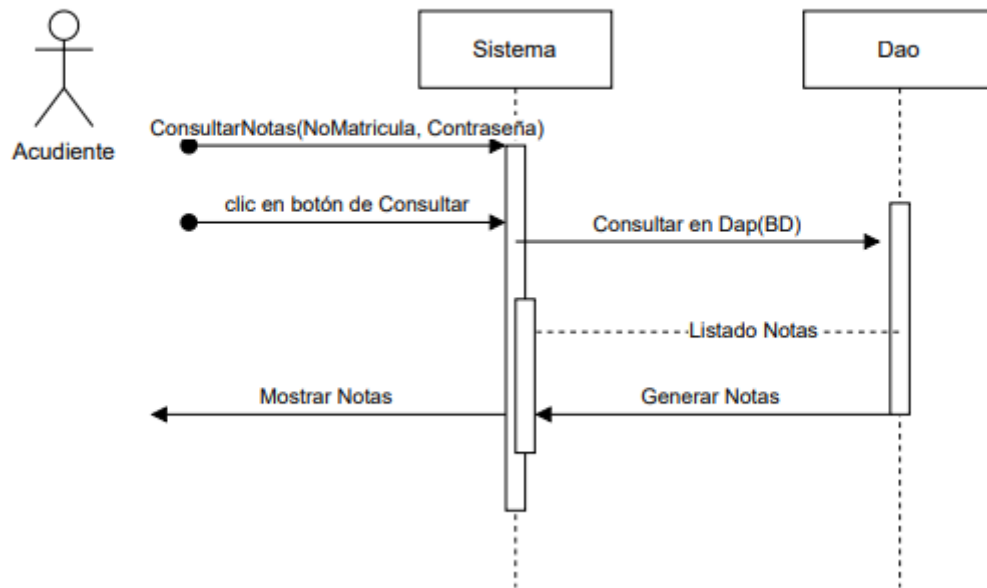 Sistema
Dao
Acudiente
ConsultarNotas(NoMatricula, Contraseña)
clic en botón de Consultar
Consultar en Dap(BD)
Listado Notas
Mostrar Notas
Generar Notas